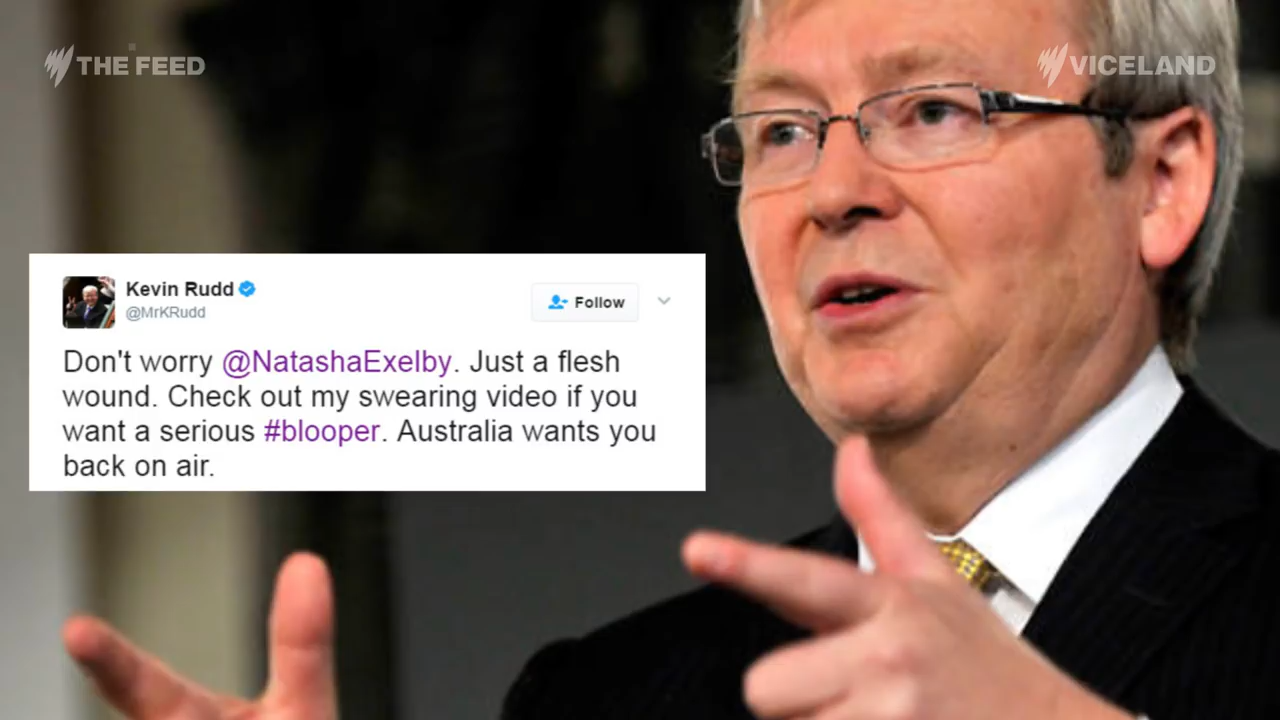 THE FEED
VICELAND
Kevin Rudd
@MrKRudd
Follow
Don't worry @NatashaExelby. Just a flesh
wound. Check out my swearing video if you
want a serious #blooper. Australia wants you
back on air.